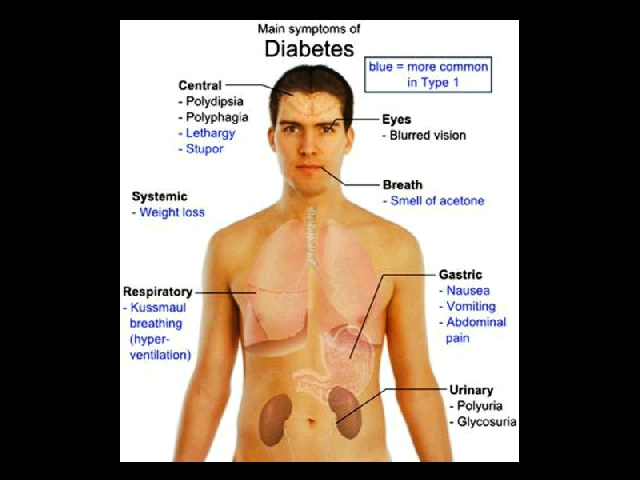 Main symptoms of
Diabetes
blue = more common
in Type 1
Central
- Polydipsia
- Polyphagia
- Lethargy
- Stupor
Eyes
- Blurred vision
Breath
- Smell of acetone
Systemic
- Weight loss
Respiratory
- Kussmaul
breathing
(hyper-
ventilation)
Gastric
- Nausea
- Vomiting
- Abdominal
pain
Urinary
- Polyuria
- Glycosuria